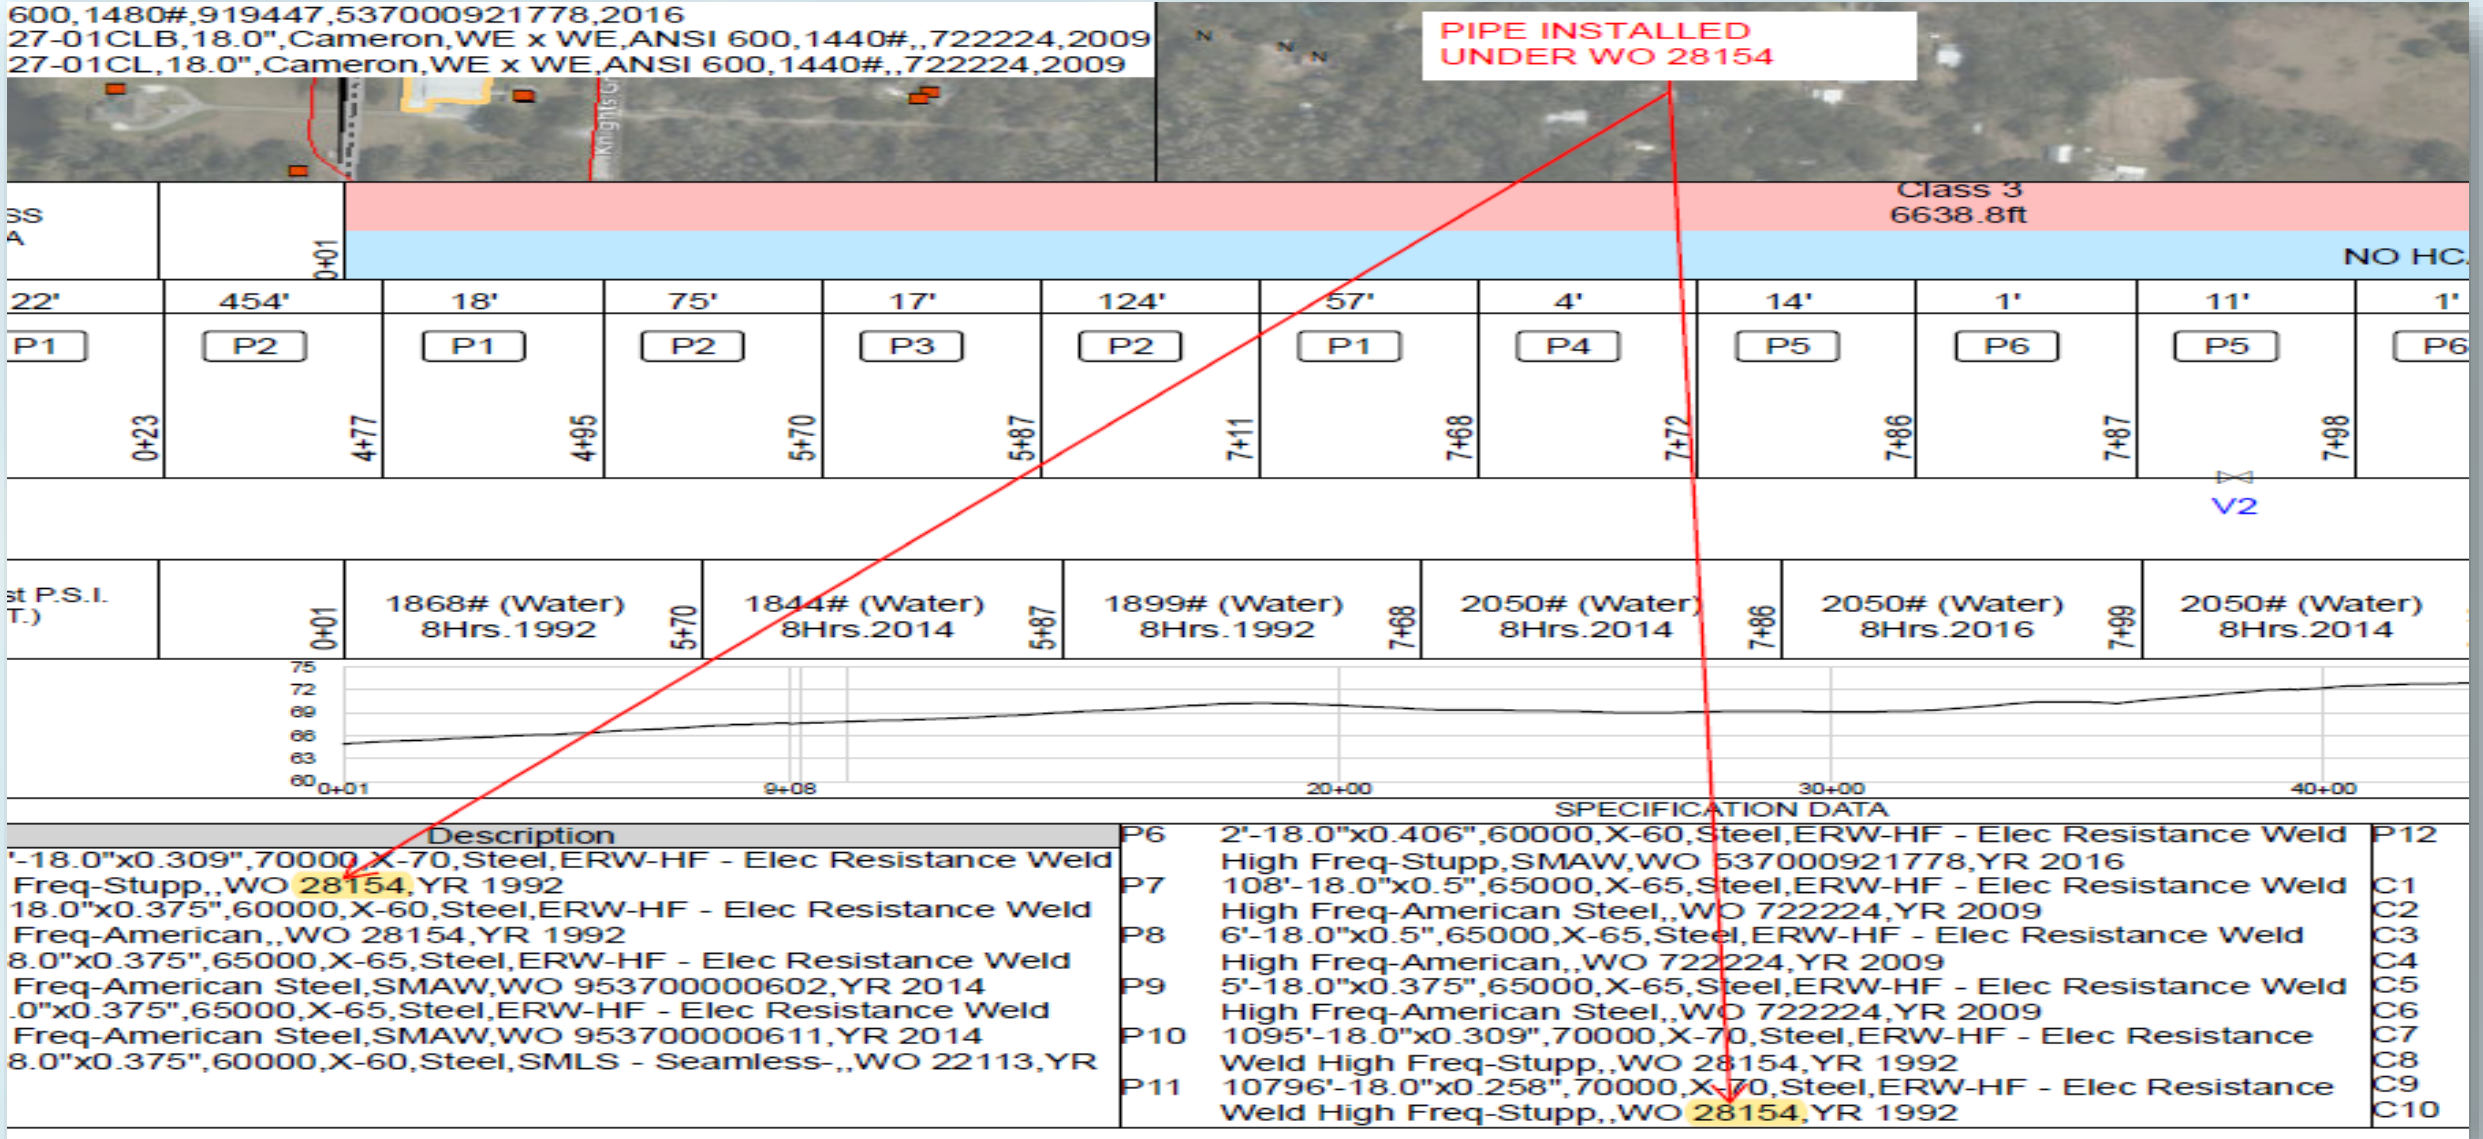 600,1480#,919447,537000921778,2016
27-01CLB,18.0",Cameron,WE x WE,ANSI 600,1440#,,722224,2009
27-01CL,18.0",Cameron,WE x WE,ANSI 600,1440#,,722224,2009
PIPE INSTALLED
UNDER WO 28154
N
N
N
Knights Gr
SS
A
0+01
Class 3
6638.8ft
NO HC
22' 454' 18' 75' 17' 124' 57' 4' 14' 1' 11' 1'
P1 P2 P1 P2 P3 P2 P1 P4 P5 P6 P5 P6
0+23 4+77 4+95 5+70 5+87 7+11 7+68 7+72 7+86 7+87 7+98
V2
st P.S.I.
T.)
0+01
1868# (Water)
8Hrs.1992
5+70
1844# (Water)
8Hrs.2014
5+87
1899# (Water)
8Hrs.1992
7+68
2050# (Water)
8Hrs.2014
7+86
2050# (Water)
8Hrs.2016
7+99
2050# (Water)
8Hrs.2014
75
72
69
66
63
60
0+01 9+08 20+00 30+00 40+00
SPECIFICATION DATA
Description
'-18.0"x0.309",70000,X-70,Steel,ERW-HF - Elec Resistance Weld
Freq-Stupp,,WO 28154,YR 1992
18.0"x0.375",60000,X-60,Steel,ERW-HF - Elec Resistance Weld
Freq-American,,WO 28154,YR 1992
8.0"x0.375",65000,X-65,Steel,ERW-HF - Elec Resistance Weld
Freq-American Steel,SMAW,WO 953700000602,YR 2014
.0"x0.375",65000,X-65,Steel,ERW-HF - Elec Resistance Weld
Freq-American Steel,SMAW,WO 953700000611,YR 2014
8.0"x0.375",60000,X-60,Steel,SMLS - Seamless-,,WO 22113,YR
P6 2'-18.0"x0.406",60000,X-60,Steel,ERW-HF - Elec Resistance Weld
High Freq-Stupp,SMAW,WO 537000921778,YR 2016
P7 108'-18.0"x0.5",65000,X-65,Steel,ERW-HF - Elec Resistance Weld
High Freq-American Steel,,WO 722224,YR 2009
P8 6'-18.0"x0.5",65000,X-65,Steel,ERW-HF - Elec Resistance Weld
High Freq-American,,WO 722224,YR 2009
P9 5'-18.0"x0.375",65000,X-65,Steel,ERW-HF - Elec Resistance Weld
High Freq-American Steel,,WO 722224,YR 2009
P10 1095'-18.0"x0.309",70000,X-70,Steel,ERW-HF - Elec Resistance
Weld High Freq-Stupp,,WO 28154,YR 1992
P11 10796'-18.0"x0.258",70000,X-70,Steel,ERW-HF - Elec Resistance
Weld High Freq-Stupp,,WO 28154,YR 1992
P12
C1
C2
C3
C4
C5
C6
C7
C8
C9
C10